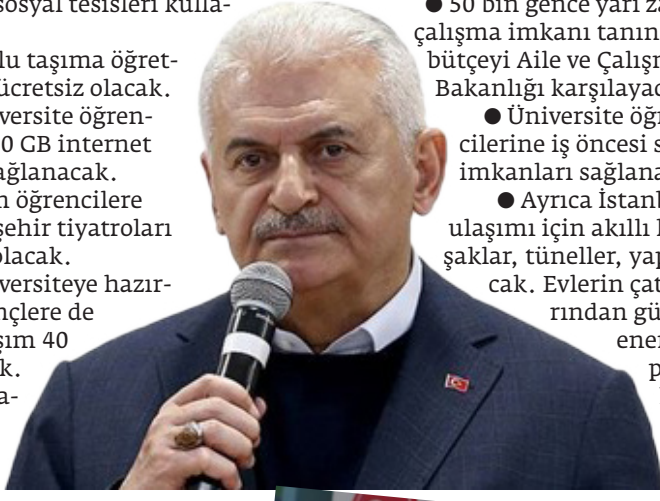 sosyal tesisleri kulla-
lu taşıma öğret-
ücretsiz olacak.
versite öğren-
0 GB internet
ağlanacak.
öğrencilere
şehir tiyatroları
olacak.
versiteye hazır-
nçlere de
şım 40
k.
a-
● 50 bin gence yarı za
çalışma imkanı tanın
bütçeyi Aile ve Çalışm
Bakanlığı karşılayac
● Üniversite öğr
cilerine iş öncesi s
imkanları sağlana
● Ayrıca İstanb
ulaşımı için akıllı k
şaklar, tüneller, yap
cak. Evlerin çat
rından gü
ener
p